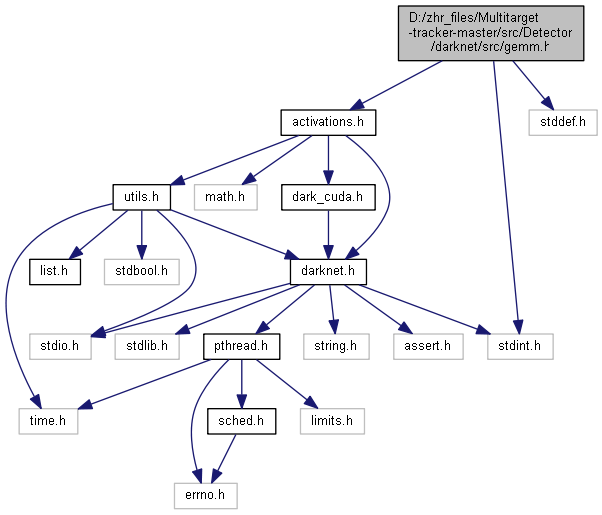 D:/zhr_files/Multitarget
-tracker-master/src/Detector
/darknet/src/gemm.h
activations.h
stddef.h
utils.h
math.h
dark_cuda.h
list.h
stdbool.h
darknet.h
stdio.h
stdlib.h
pthread.h
string.h
assert.h
stdint.h
time.h
sched.h
limits.h
errno.h